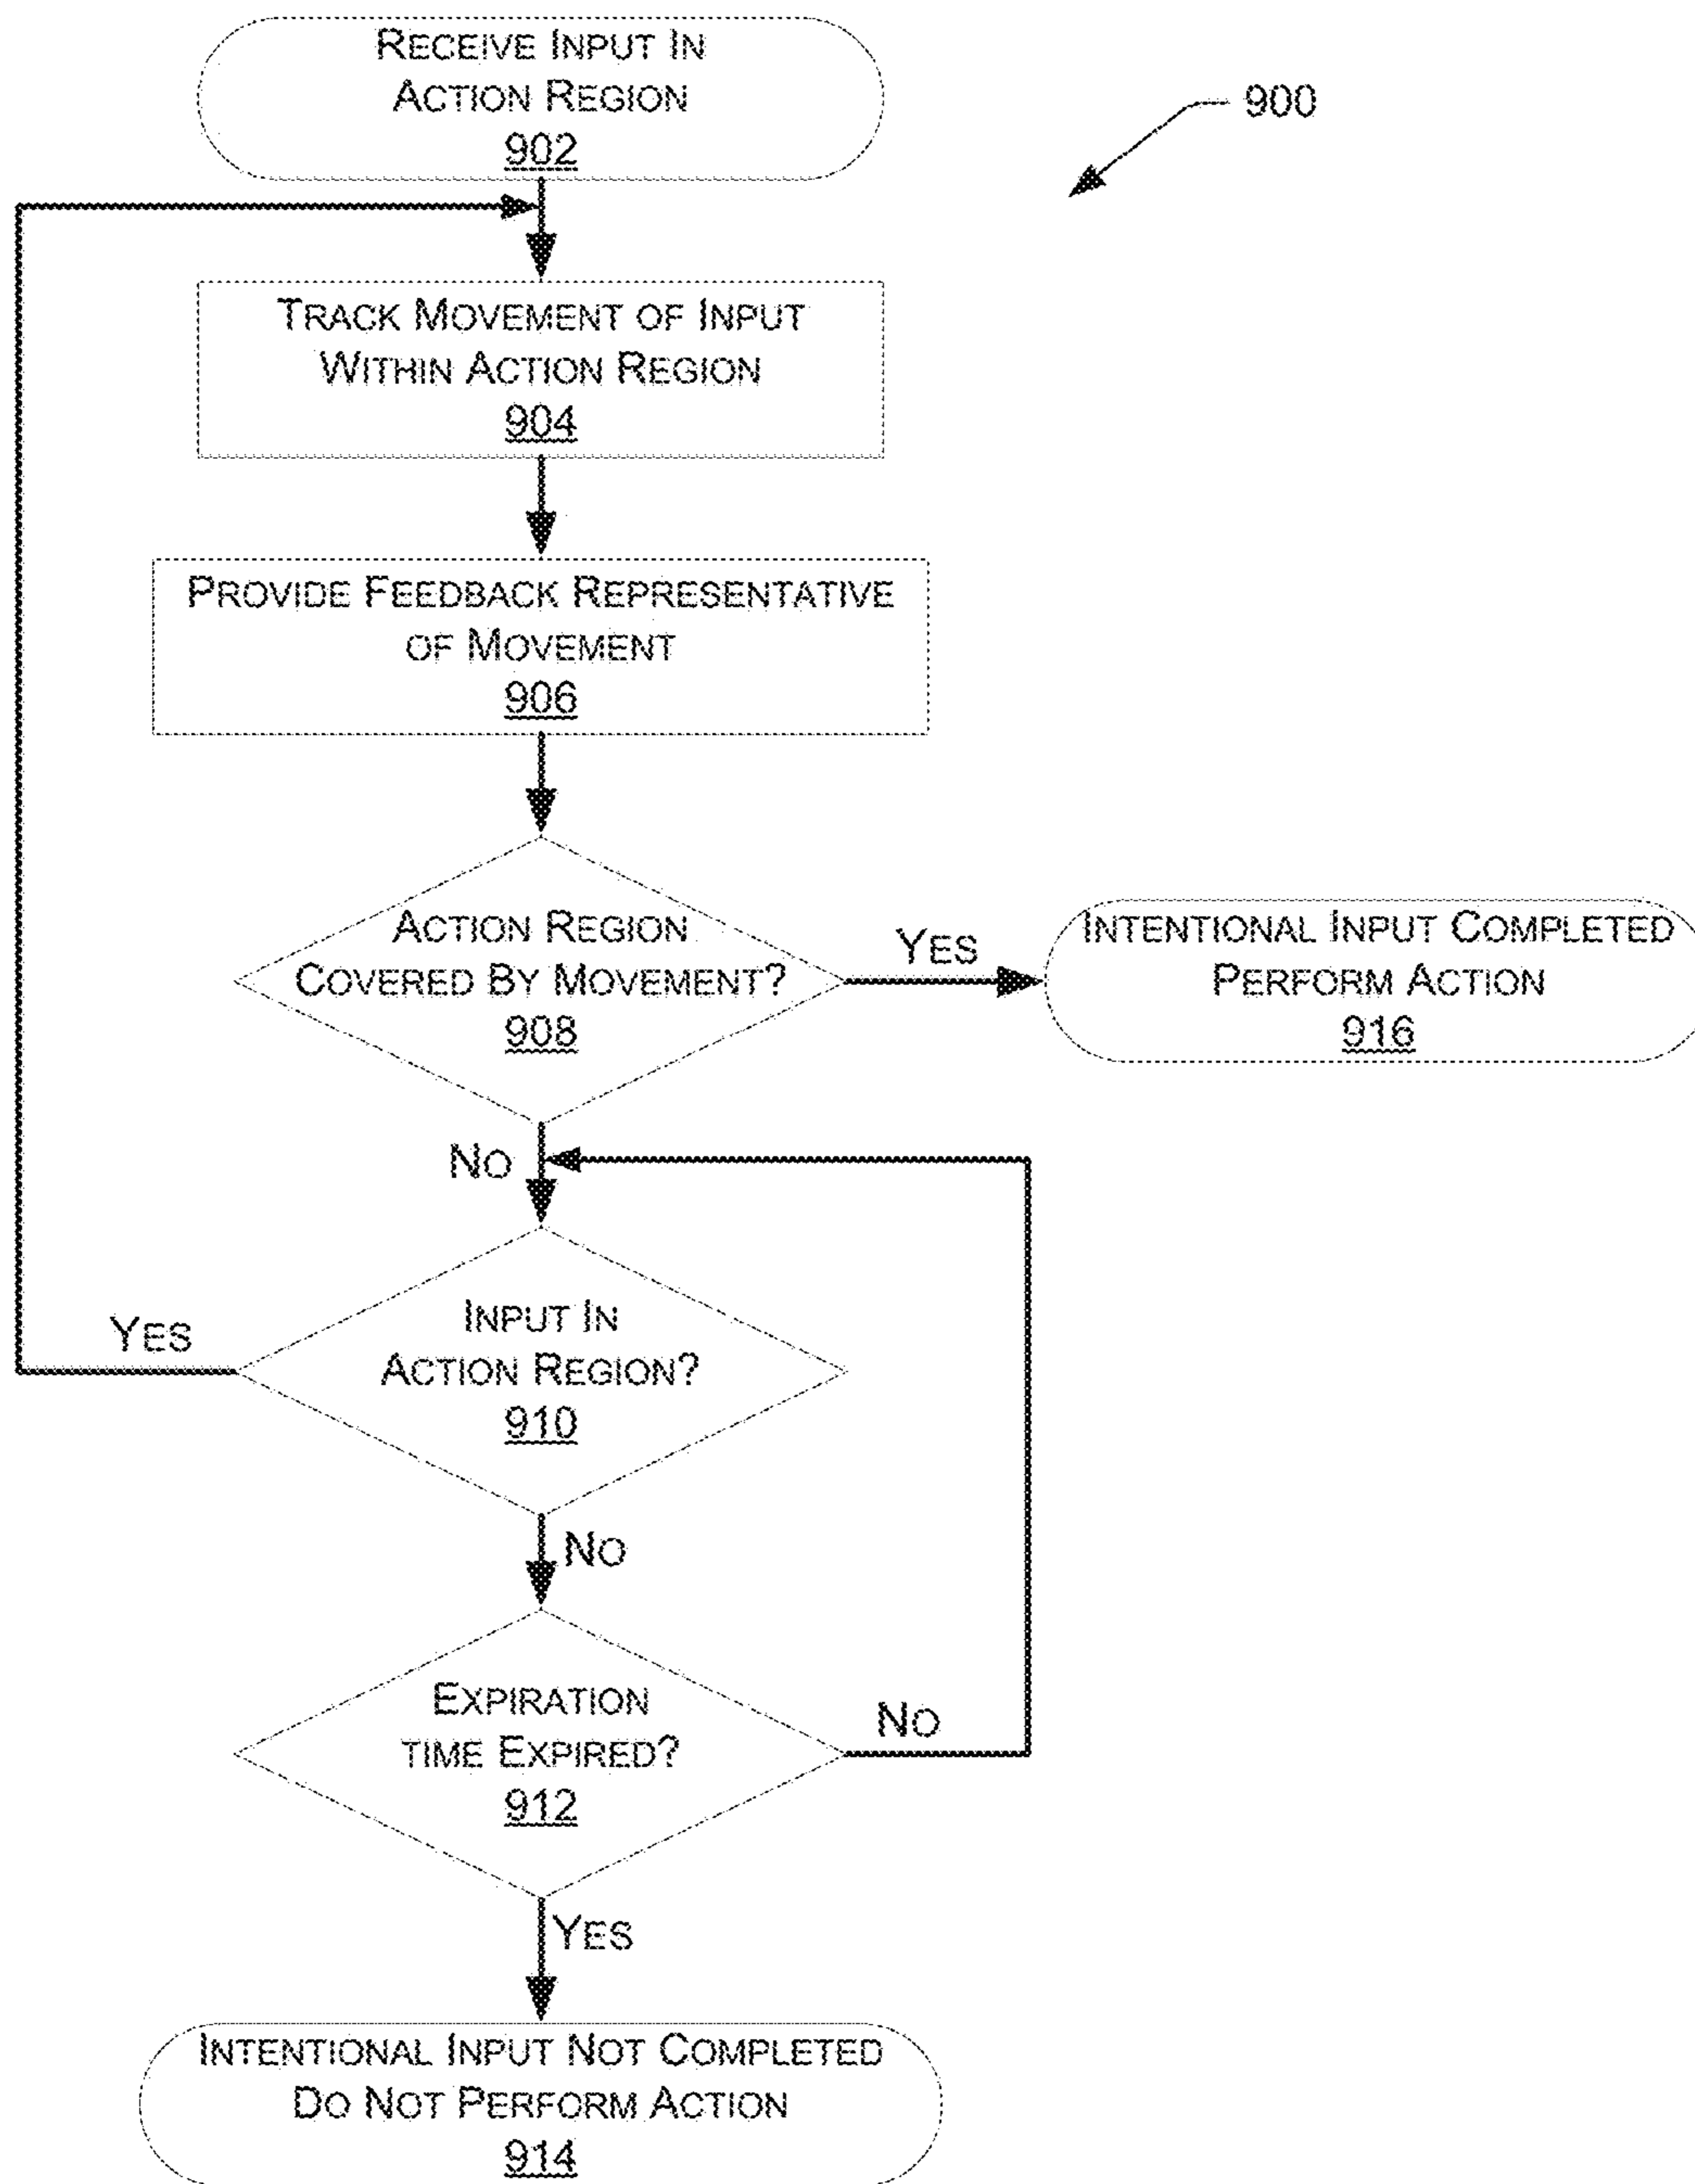 RECEIVE INPUT IN
ACTION REGION
902
900
TRACK MOVEMENT OF INPUT
WITHIN ACTION REGION
904
PROVIDE FEEDBACK REPRESENTATIVE
OF MOVEMENT
906
ACTION REGION
COVERED BY MOVEMENT?
908
YES
INTENTIONAL INPUT COMPLETED
PERFORM ACTION
916
NO
INPUT IN
ACTION REGION?
910
YES
NO
EXPIRATION
TIME EXPIRED?
912
NO
YES
INTENTIONAL INPUT NOT COMPLETED
DO NOT PERFORM ACTION
914